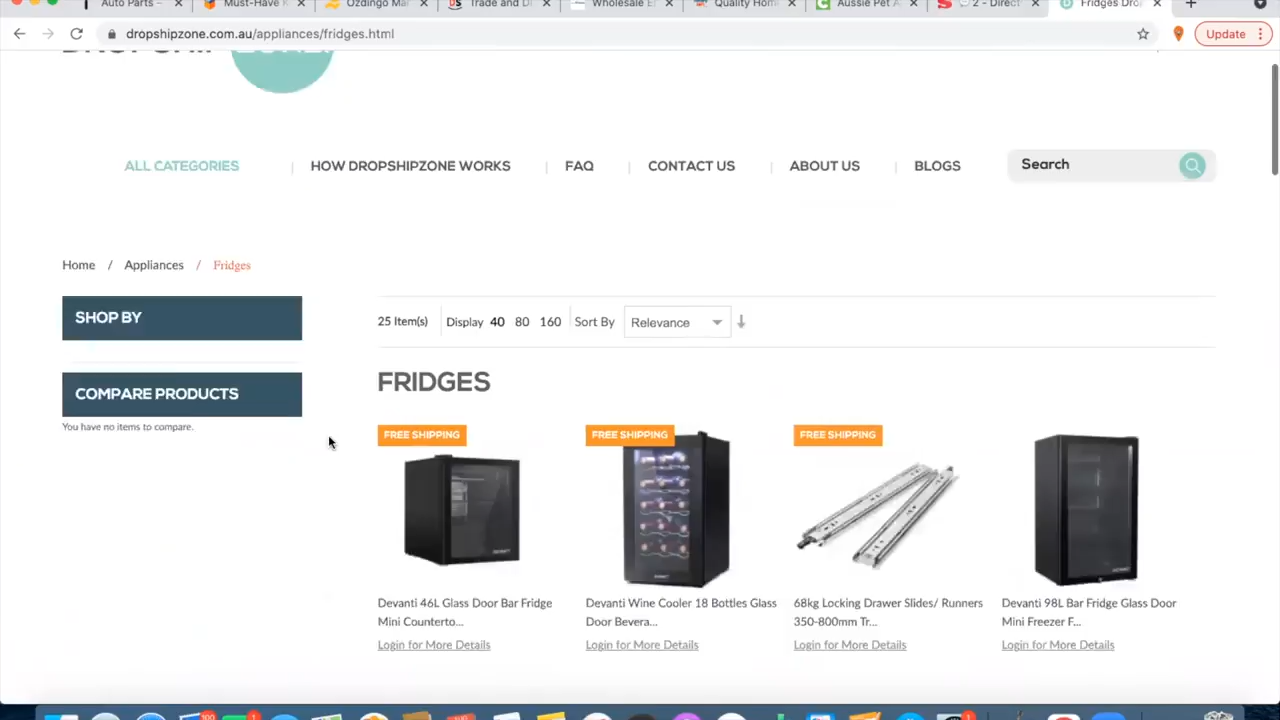 Auto Parts -
Must-Have K
Ozdingo Mar
Trade and D
Wholesale E
Quality Hom
Aussie Pet
2 - Direct
Fridges Dro
dropshipzone.com.au/appliances/fridges.html
Update
ALL CATEGORIES
HOW DROPSHIPZONE WORKS
FAQ
CONTACT US
ABOUT US
BLOGS
Search
Home / Appliances / Fridges
SHOP BY
25 Item(s)
Display 40 80 160
Sort By
Relevance
COMPARE PRODUCTS
You have no items to compare.
FRIDGES
FREE SHIPPING
Devanti 46L Glass Door Bar Fridge
Mini Counterto...
Login for More Details
FREE SHIPPING
Devanti Wine Cooler 18 Bottles Glass
Door Bevera...
Login for More Details
FREE SHIPPING
68kg Locking Drawer Slides/ Runners
350-800mm Tr...
Login for More Details
Devanti 98L Bar Fridge Glass Door
Mini Freezer F...
Login for More Details